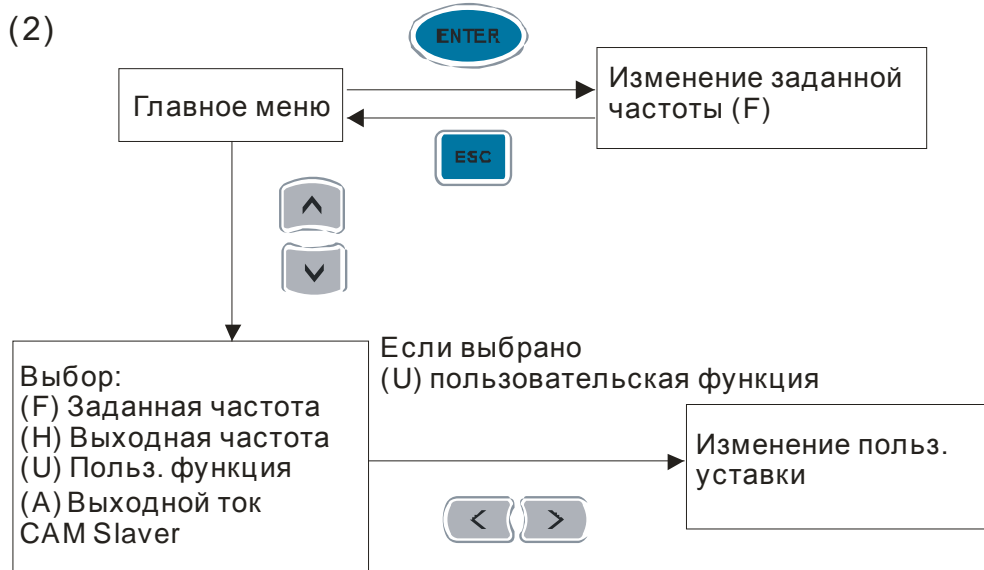 (2)
ENTER
Главное меню
Изменение заданной
частоты (F)
ESC
Если выбрано
(U) пользовательская функция
Выбор:
(F) Заданная частота
(H) Выходная частота
(U) Польз. функция
(A) Выходной ток
CAM Slaver
Изменение польз.
уставки